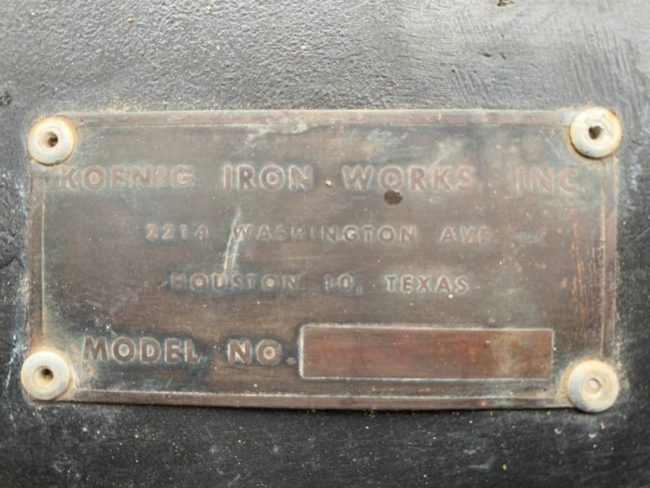 KOENIG IRON WORKS, INC
2214 WASHINGTON AVE
HOUSTON 10, TEXAS
MODEL NO.